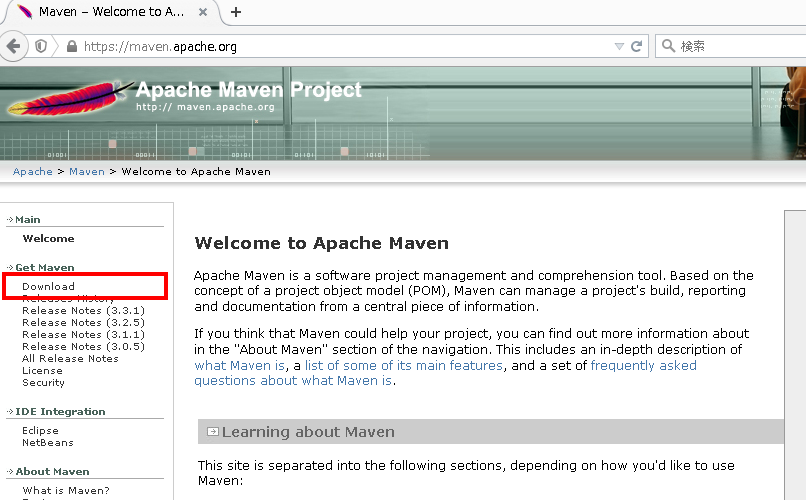 Maven – Welcome to A...
https://maven.apache.org
検索
Apache Maven Project
http:// maven.apache.org
01001 00011 01011 01001
Apache > Maven > Welcome to Apache Maven
Main
Welcome
Get Maven
Download
Releases History
Release Notes (3.3.1)
Release Notes (3.2.5)
Release Notes (3.1.1)
Release Notes (3.0.5)
All Release Notes
License
Security
IDE Integration
Eclipse
NetBeans
About Maven
What is Maven?
Welcome to Apache Maven
Apache Maven is a software project management and comprehension tool. Based on the
concept of a project object model (POM), Maven can manage a project's build, reporting
and documentation from a central piece of information.
If you think that Maven could help your project, you can find out more information about
in the "About Maven" section of the navigation. This includes an in-depth description of
what Maven is, a list of some of its main features, and a set of frequently asked
questions about what Maven is.
Learning about Maven
This site is separated into the following sections, depending on how you'd like to use
Maven: